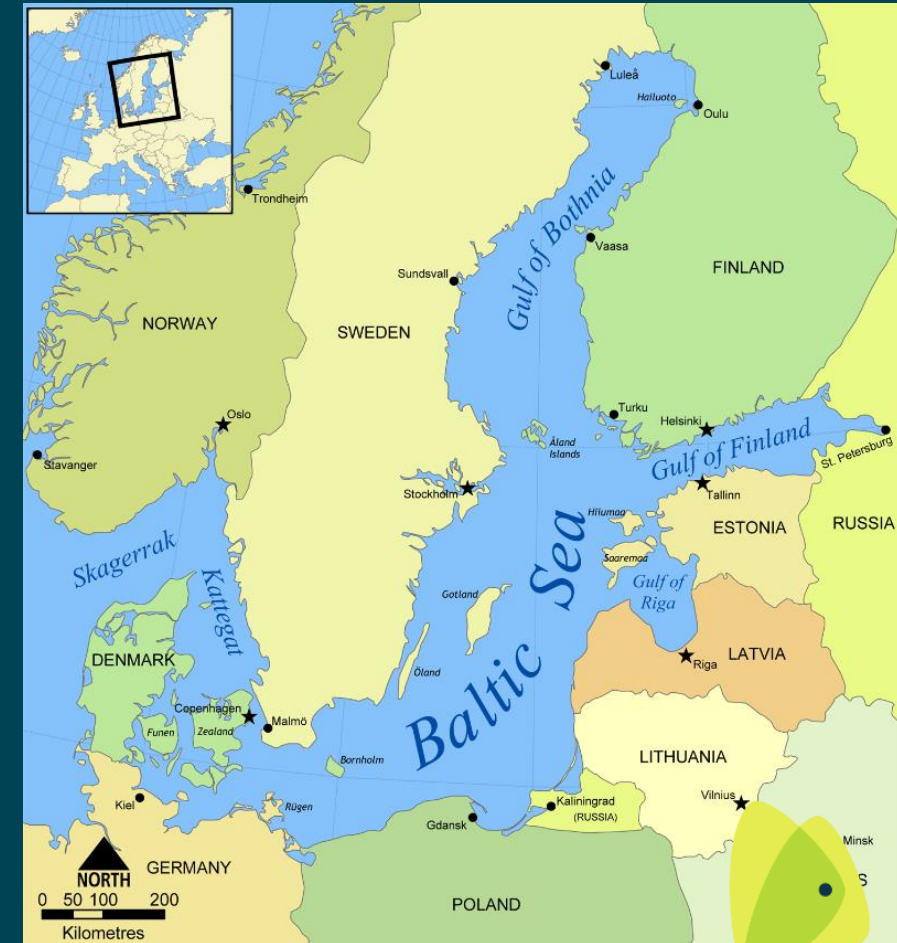 Luleå
Hailuoto
Oulu
Trondheim
Gulf of Bothnia
Vaasa
Sundsvall
FINLAND
NORWAY
SWEDEN
Turku
Helsinki
Oslo
Åland
Islands
Gulf of Finland
St. Petersburg
Stavanger
Stockholm
Tallinn
Hiiumaa
ESTONIA
RUSSIA
Skagerrak
Saaremaa
Kattegat
Gulf of
Riga
Gotland
Baltic Sea
DENMARK
Riga
LATVIA
Öland
Copenhagen
Malmö
Funen
Zealand
Bornholm
LITHUANIA
Vilnius
Kiel
Rügen
Kaliningrad
(RUSSIA)
Gdansk
Minsk
GERMANY
NORTH
S
POLAND
0 50 100 200
Kilometres